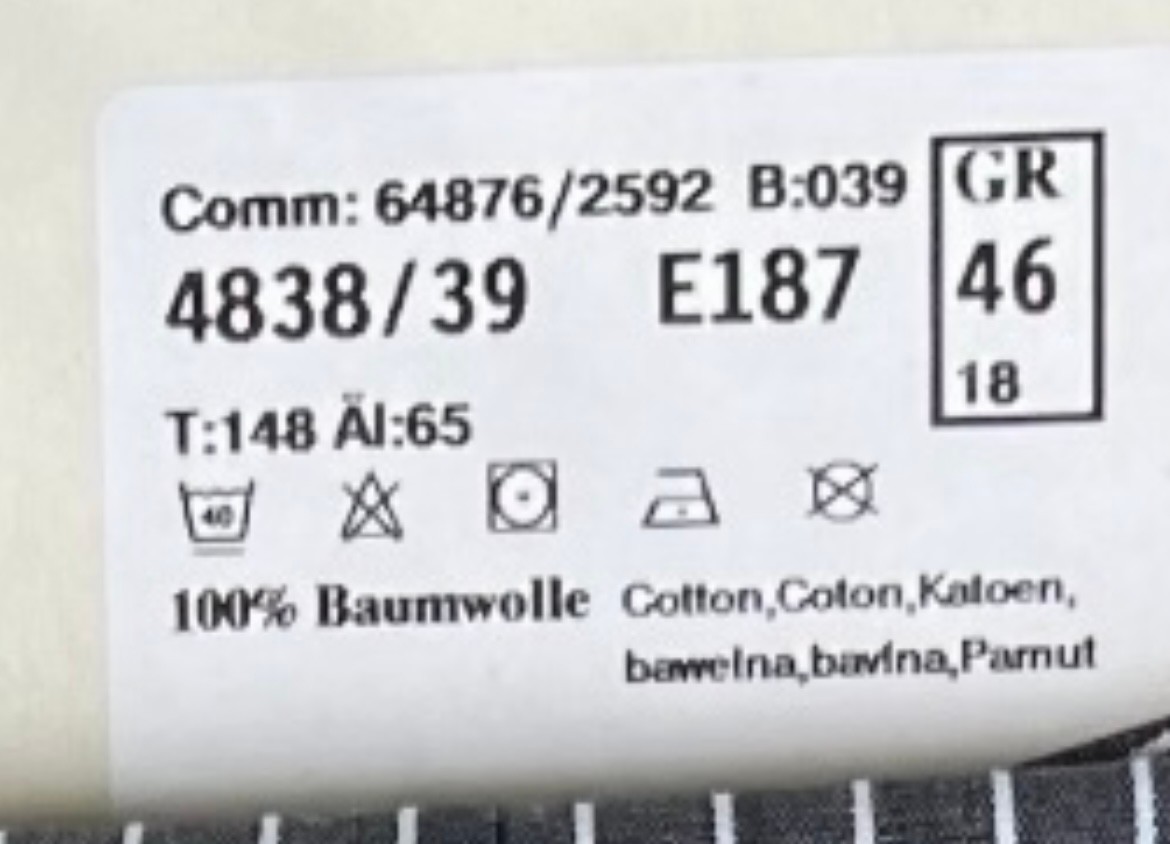 Comm: 64876/2592 B:039
GR
4838/39 E187
46
18
T:148 Äl:65
40
100% Baumwolle Cotton,Coton,Katoen,
bawelna,bavlna,Pamut